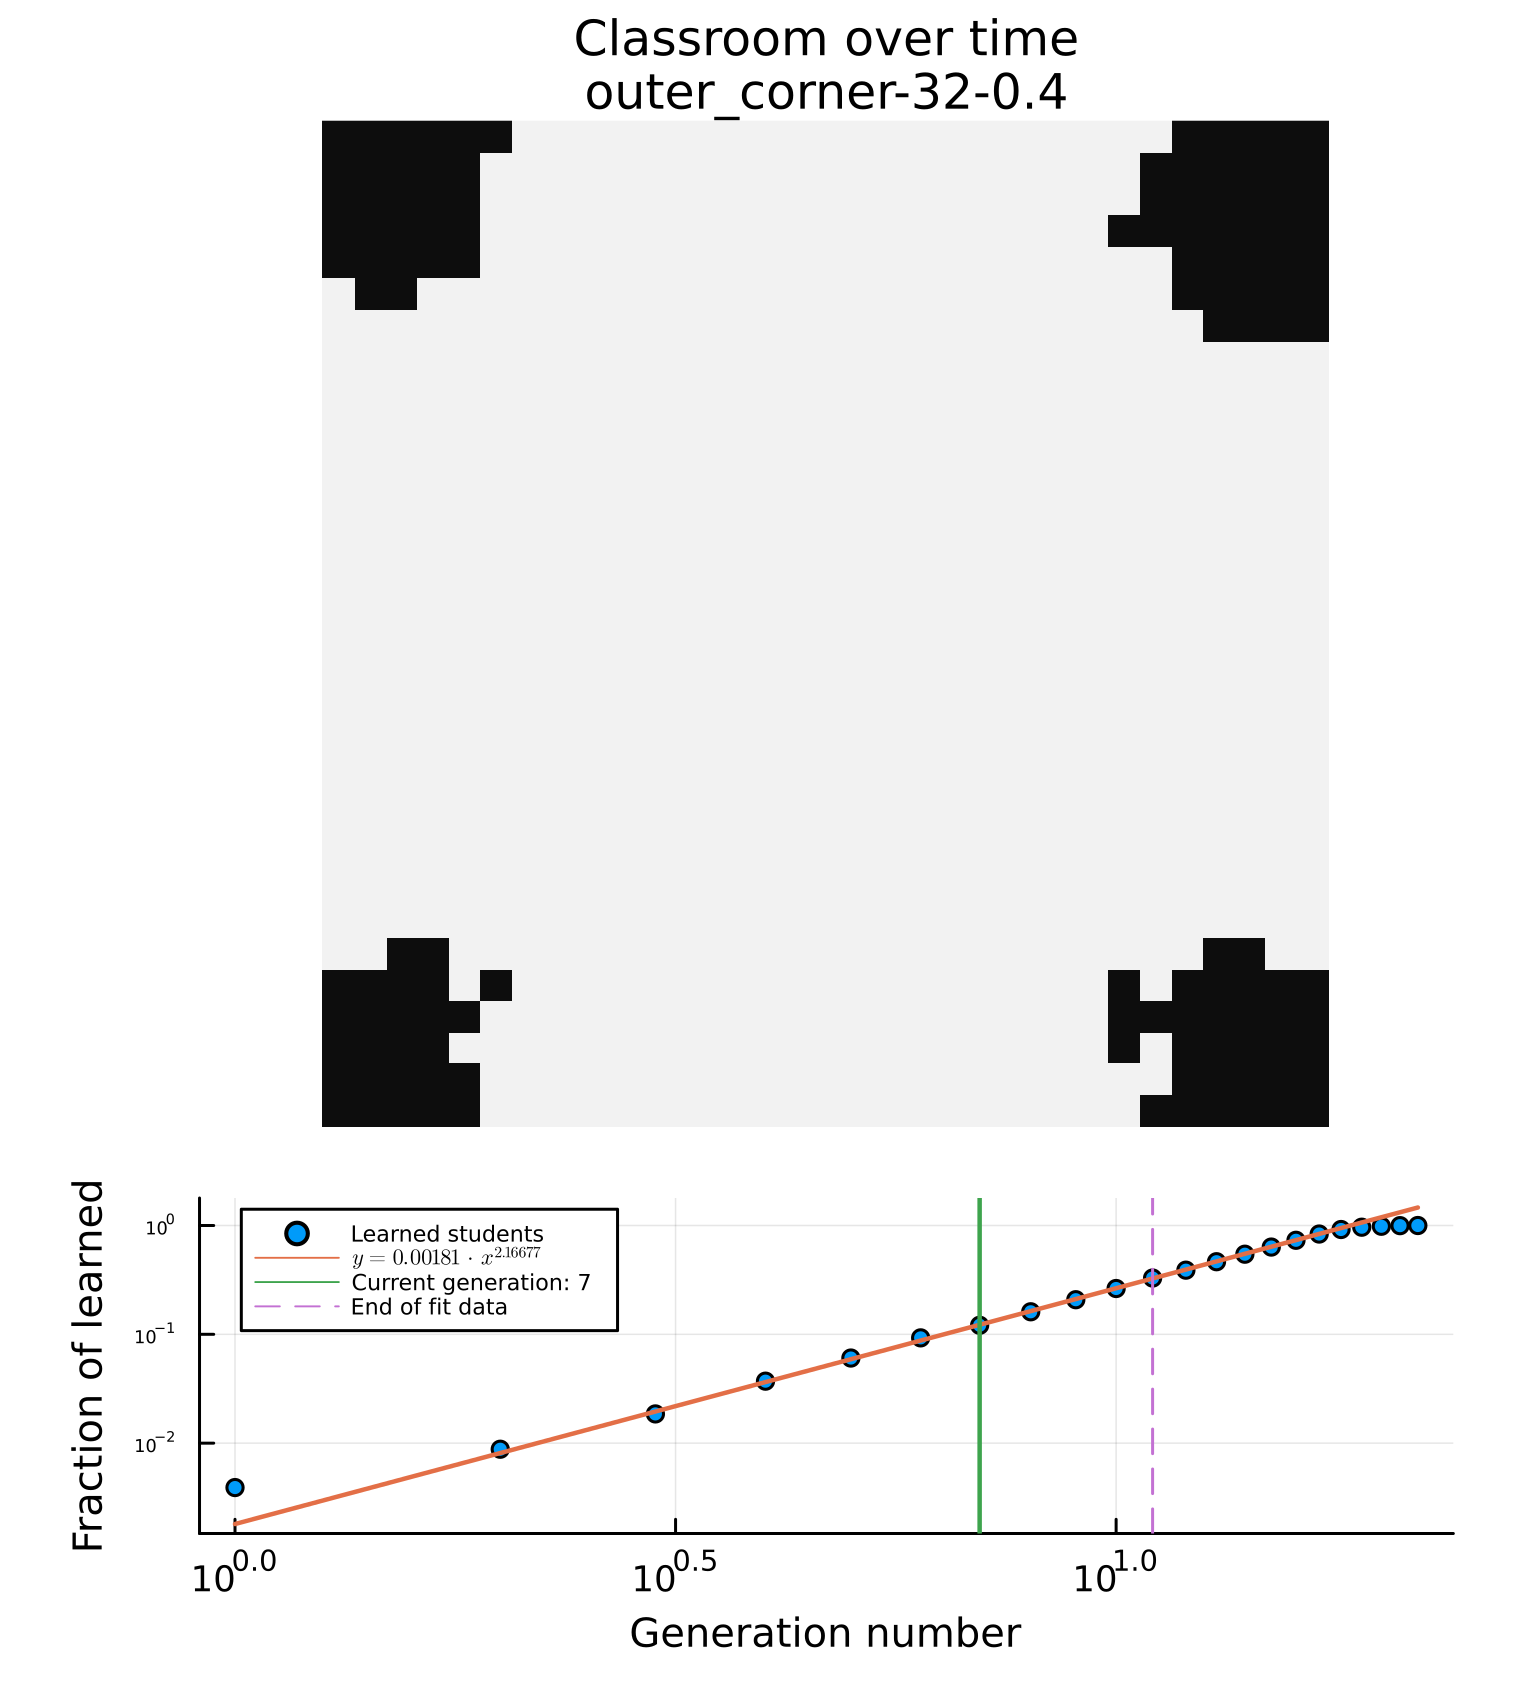 Classroom over time
outer_corner-32-0.4
Fraction of learned
10^0
10^-1
10^-2
Learned students
y = 0.00181 · x^2.16677
Current generation: 7
End of fit data
10^0.0 10^0.5 10^1.0
Generation number